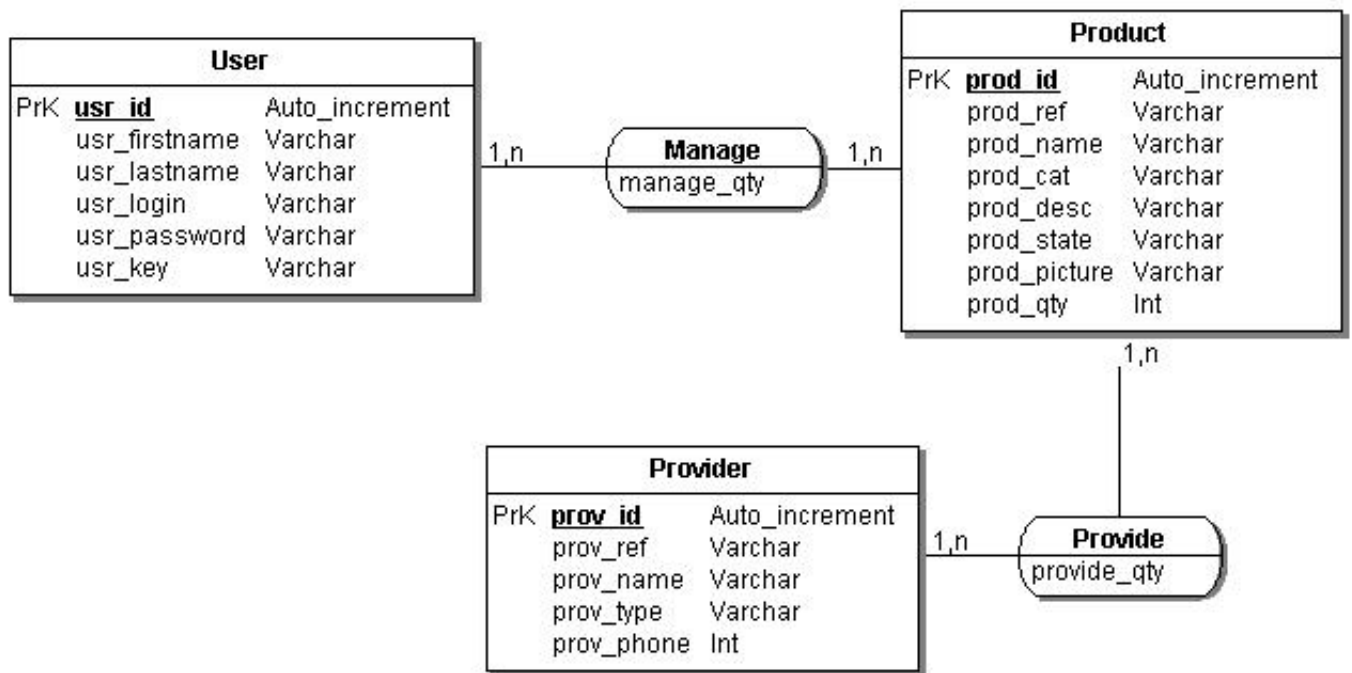 User
PrK usr_id Auto_increment
usr_firstname Varchar
usr_lastname Varchar
usr_login Varchar
usr_password Varchar
usr_key Varchar
1,n
Manage
manage_qty
1,n
Product
PrK prod_id Auto_increment
prod_ref Varchar
prod_name Varchar
prod_cat Varchar
prod_desc Varchar
prod_state Varchar
prod_picture Varchar
prod_qty Int
1,n
Provider
PrK prov_id Auto_increment
prov_ref Varchar
prov_name Varchar
prov_type Varchar
prov_phone Int
1,n
Provide
provide_qty